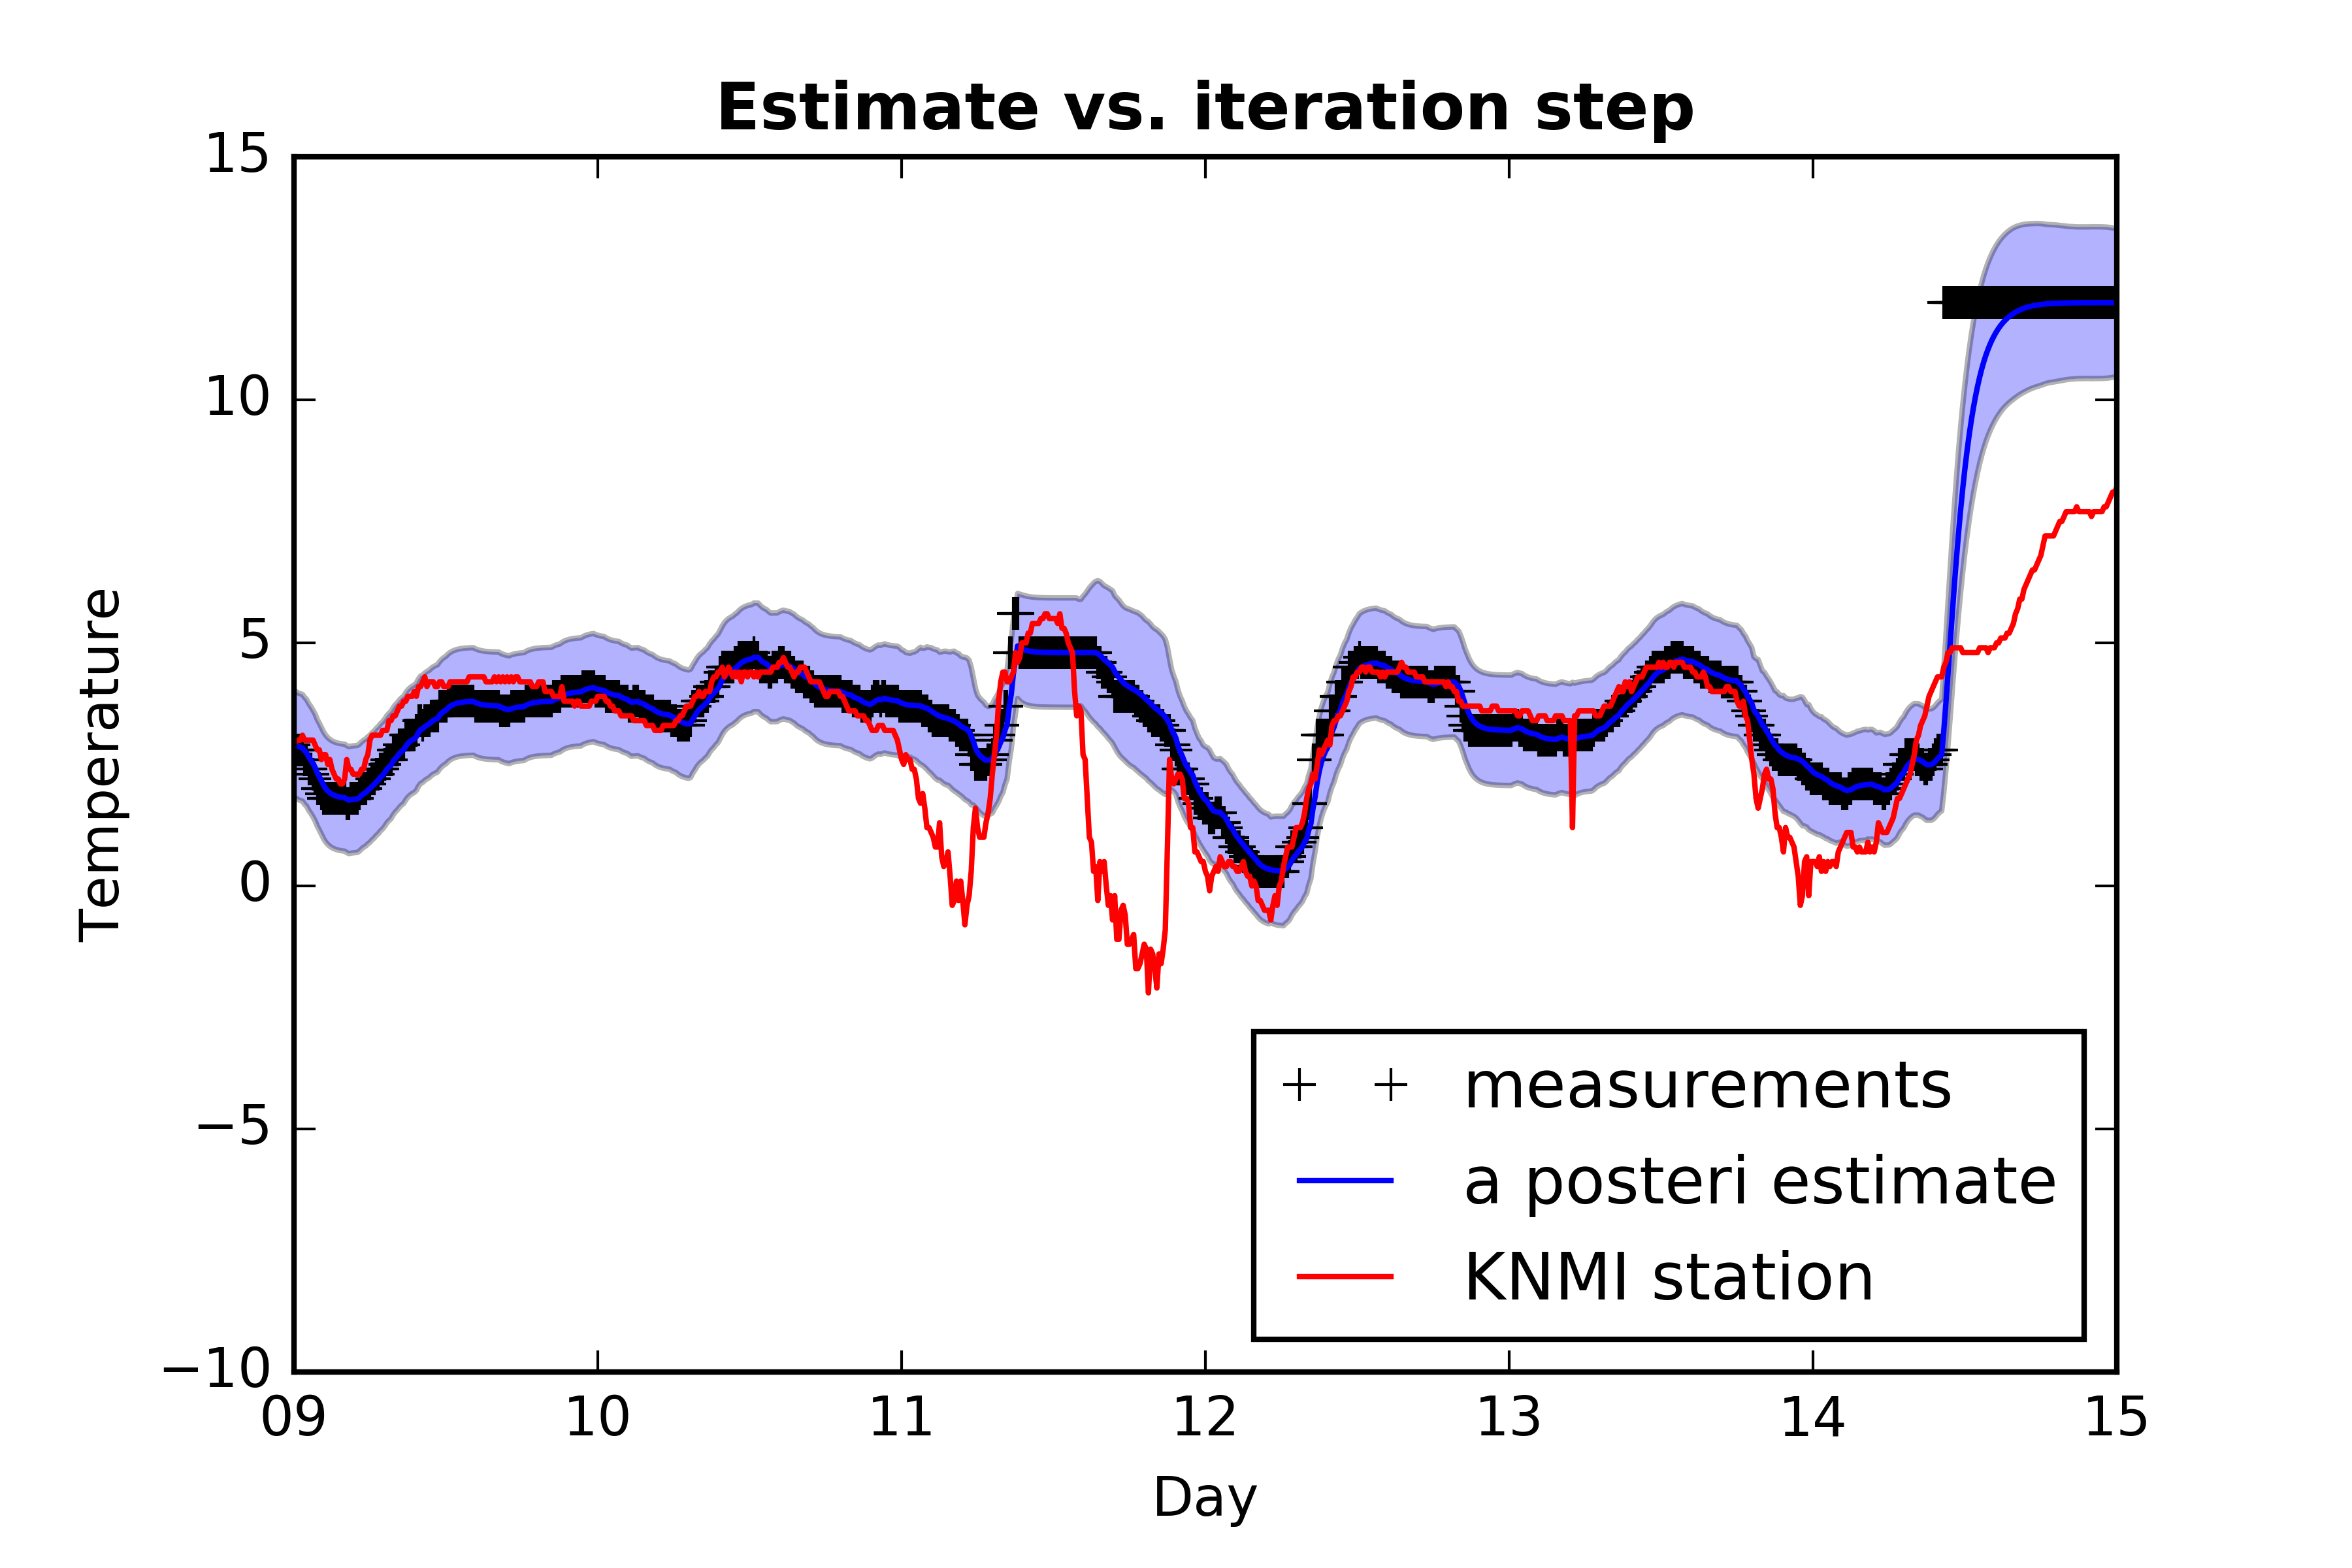 Estimate vs. iteration step
15
10
5
0
−5
−10
Temperature
measurements
a posteri estimate
KNMI station
09 10 11 12 13 14 15
Day